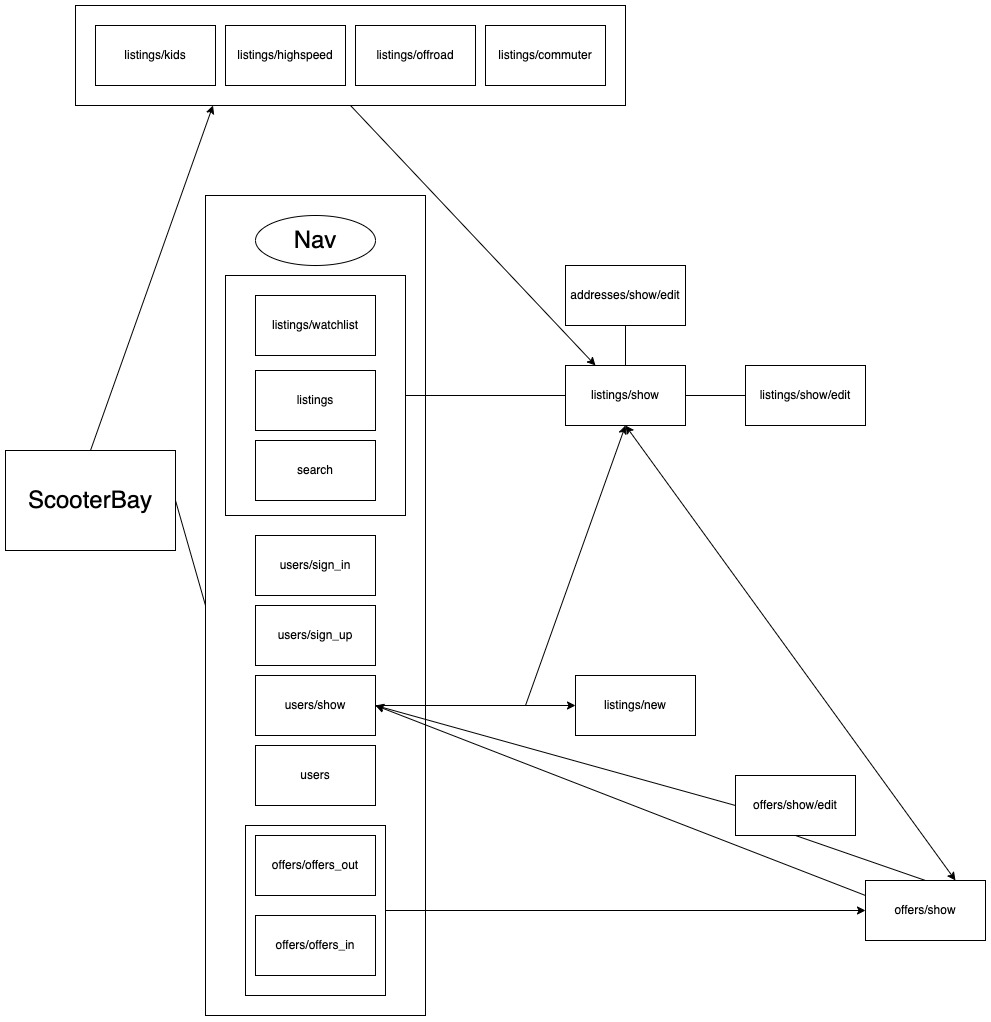 listings/kids
listings/highspeed
listings/offroad
listings/commuter
Nav
listings/watchlist
listings
search
addresses/show/edit
listings/show
listings/show/edit
ScooterBay
users/sign_in
users/sign_up
users/show
users
listings/new
offers/show/edit
offers/offers_out
offers/offers_in
offers/show